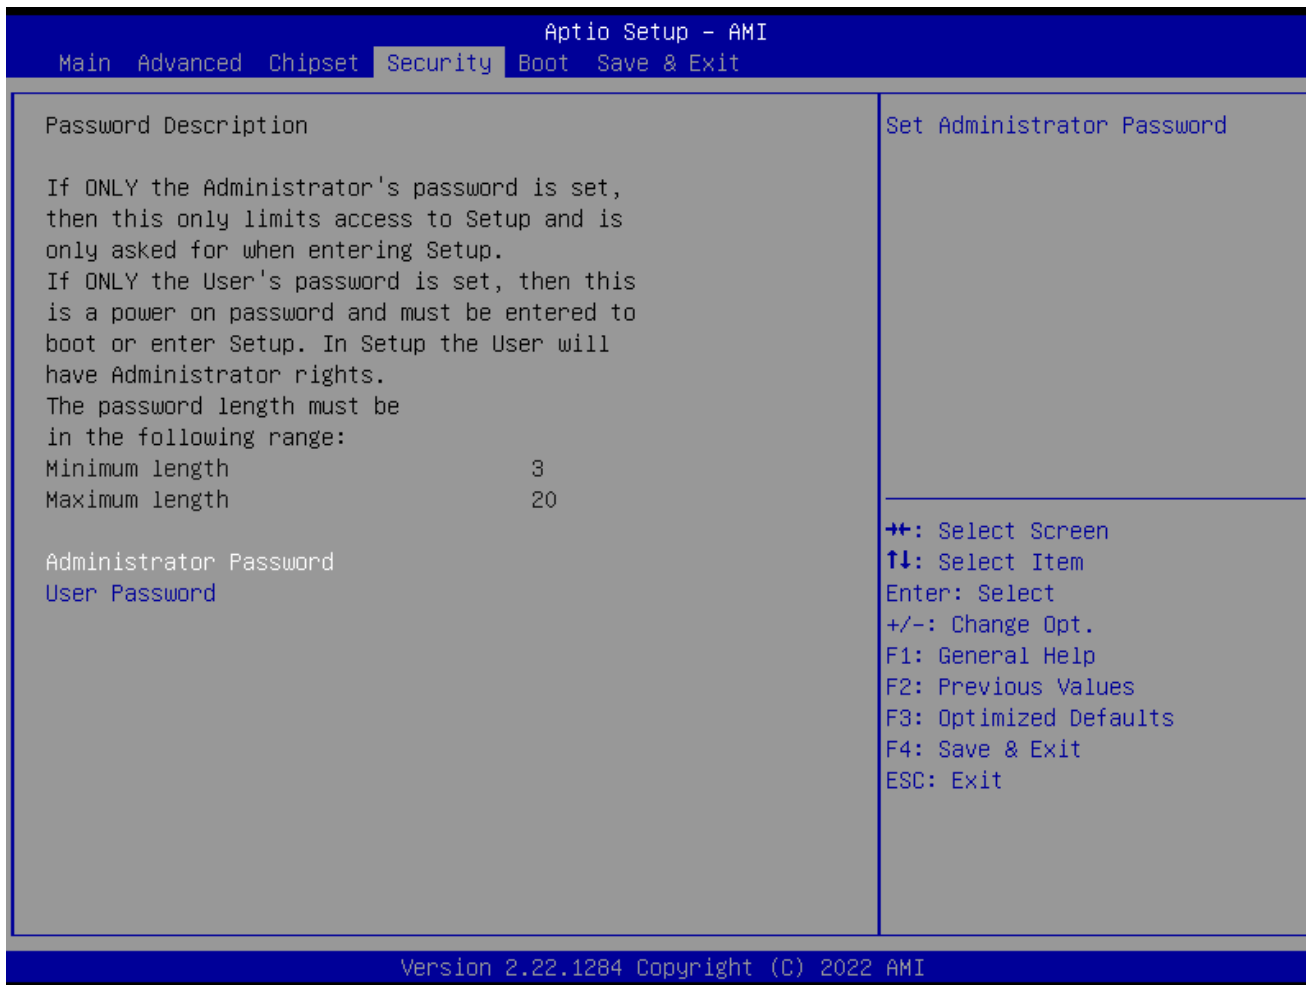 Aptio Setup – AMI
Main Advanced Chipset Security Boot Save & Exit
Password Description
If ONLY the Administrator's password is set,
then this only limits access to Setup and is
only asked for when entering Setup.
If ONLY the User's password is set, then this
is a power on password and must be entered to
boot or enter Setup. In Setup the User will
have Administrator rights.
The password length must be
in the following range:
Minimum length 3
Maximum length 20
Administrator Password
User Password
Set Administrator Password
→←: Select Screen
↑↓: Select Item
Enter: Select
+/-: Change Opt.
F1: General Help
F2: Previous Values
F3: Optimized Defaults
F4: Save & Exit
ESC: Exit
Version 2.22.1284 Copyright (C) 2022 AMI